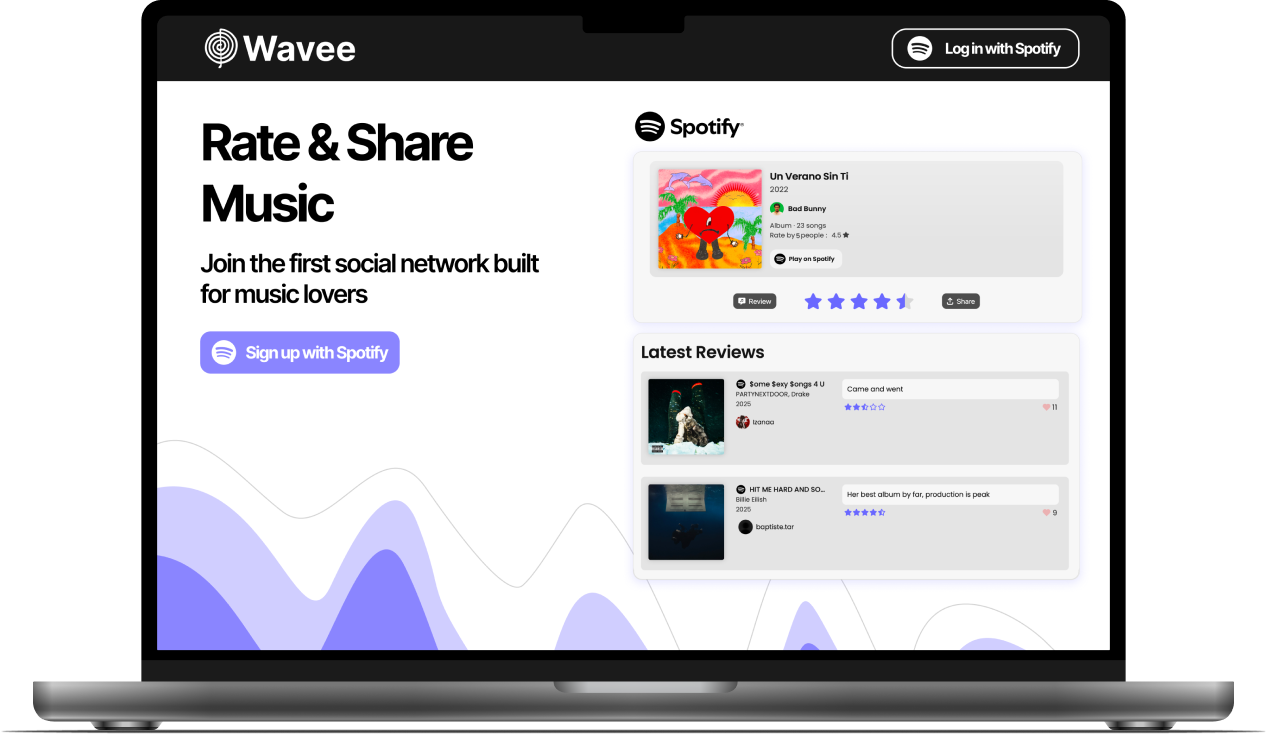 Wavee
Log in with Spotify
Rate & Share
Music
Join the first social network built
for music lovers
Sign up with Spotify
Spotify
Un Verano Sin Ti
2022
Bad Bunny
Album · 23 songs
Rate by 5 people : 4.5
Play on Spotify
Review
Share
Latest Reviews
$ome $exy $ongs 4 U
PARTYNEXTDOOR, Drake
2025
Izanaa
Came and went
11
HIT ME HARD AND SO...
Billie Eilish
2025
baptiste.tar
Her best album by far, production is peak
9